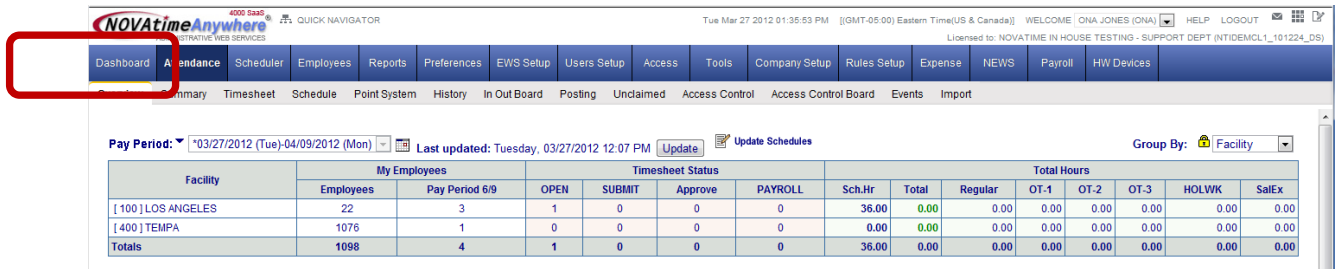 NOVAtimeAnywhere® 4000 SaaS QUICK NAVIGATOR Tue Mar 27 2012 01:35:53 PM [(GMT-05:00) Eastern Time(US & Canada)] WELCOME ONA JONES (ONA) HELP LOGOUT
ADMINISTRATIVE WEB SERVICES Licensed to: NOVATIME IN HOUSE TESTING - SUPPORT DEPT (NTIDEMCL1_101224_DS)
Dashboard Attendance Scheduler Employees Reports Preferences EWS Setup Users Setup Access Tools Company Setup Rules Setup Expense NEWS Payroll HW Devices
Overview Summary Timesheet Schedule Point System History In Out Board Posting Unclaimed Access Control Access Control Board Events Import
Pay Period: *03/27/2012 (Tue)-04/09/2012 (Mon) Last updated: Tuesday, 03/27/2012 12:07 PM Update Update Schedules Group By: Facility
Facility My Employees Timesheet Status Total Hours
Employees Pay Period 6/9 OPEN SUBMIT Approve PAYROLL Sch.Hr Total Regular OT-1 OT-2 OT-3 HOLWK SalEx
[ 100 ] LOS ANGELES 22 3 1 0 0 0 36.00 0.00 0.00 0.00 0.00 0.00 0.00 0.00
[ 400 ] TEMPA 1076 1 0 0 0 0 0.00 0.00 0.00 0.00 0.00 0.00 0.00 0.00
Totals 1098 4 1 0 0 0 36.00 0.00 0.00 0.00 0.00 0.00 0.00 0.00